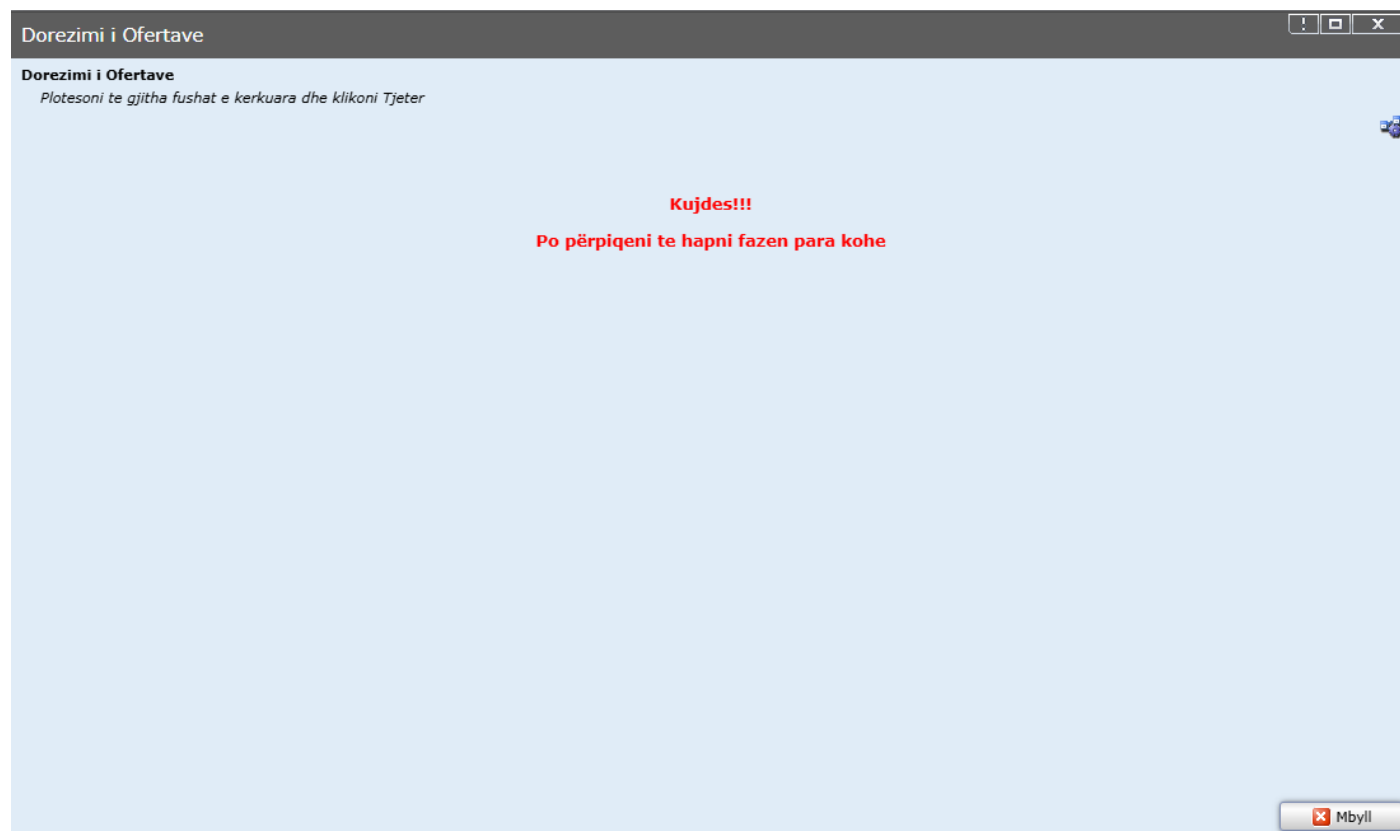 Dorezimi i Ofertave
Dorezimi i Ofertave
Plotesoni te gjitha fushat e kerkuara dhe klikoni Tjeter
Kujdes!!!
Po përpiqeni te hapni fazen para kohe
Mbyll